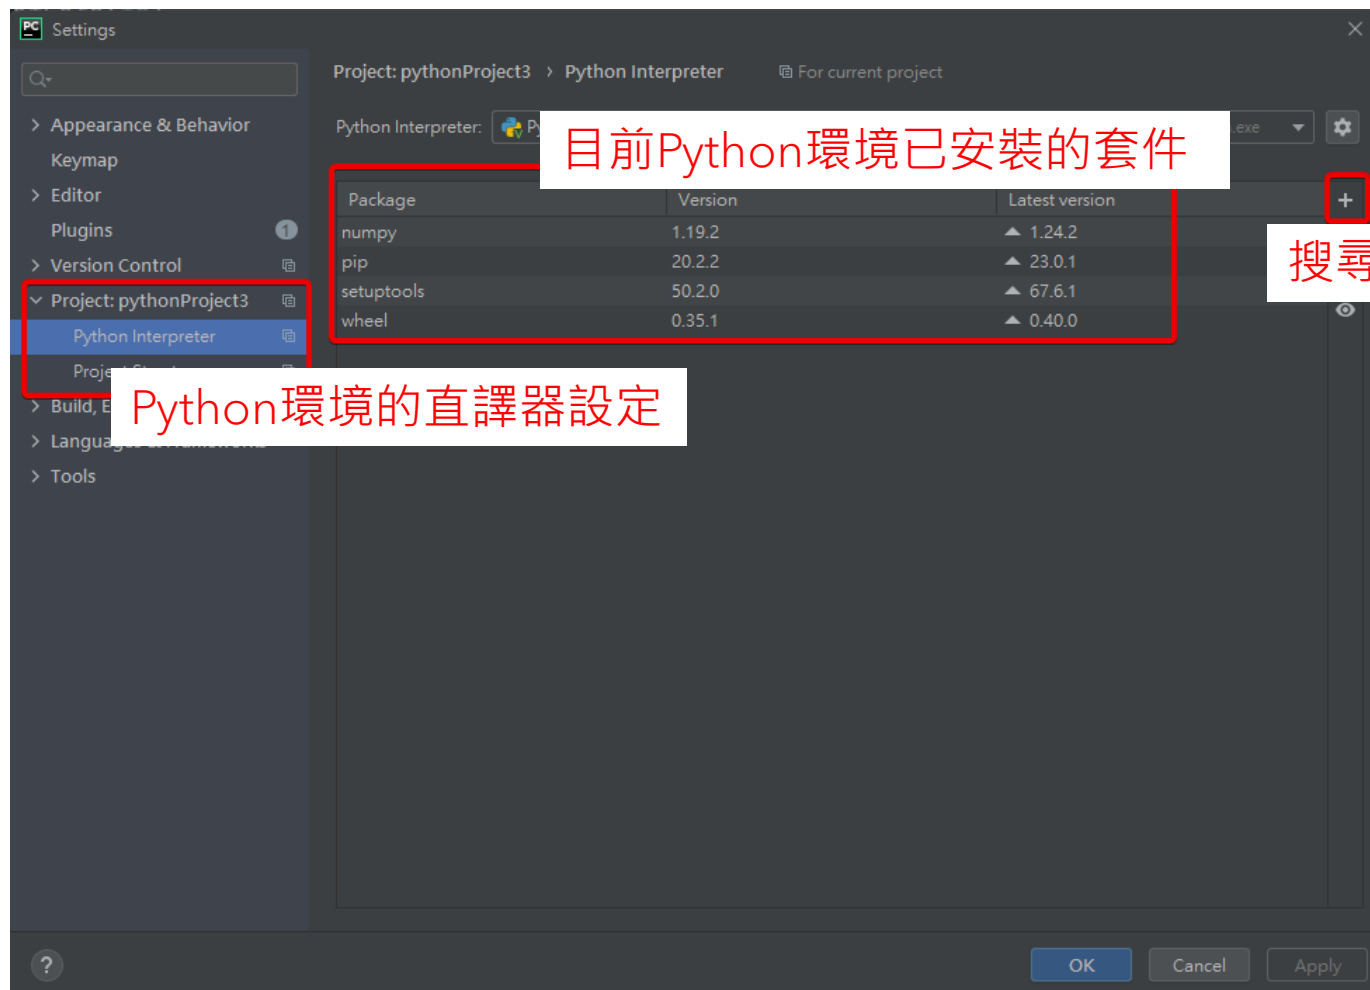 PC Settings
Project: pythonProject3 › Python Interpreter For current project
Appearance & Behavior
Keymap
Editor
Plugins 1
Version Control
Project: pythonProject3
Python Interpreter
Build, E
Tools
Python Interpreter: Py .exe
目前Python環境已安裝的套件
Package Version Latest version
numpy 1.19.2 1.24.2
pip 20.2.2 23.0.1
setuptools 50.2.0 67.6.1
wheel 0.35.1 0.40.0
+
搜尋
Python環境的直譯器設定
?
OK Cancel Apply